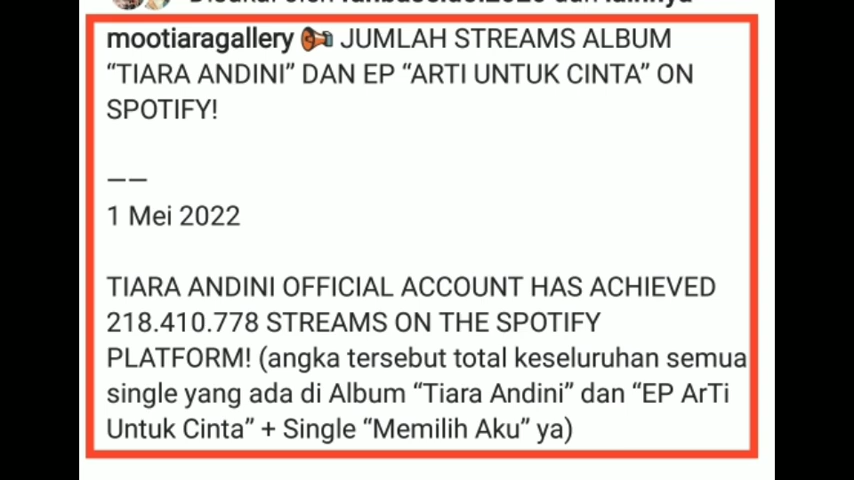 mootiaragallery JUMLAH STREAMS ALBUM
“TIARA ANDINI” DAN EP “ARTI UNTUK CINTA” ON
SPOTIFY!
——
1 Mei 2022
TIARA ANDINI OFFICIAL ACCOUNT HAS ACHIEVED
218.410.778 STREAMS ON THE SPOTIFY
PLATFORM! (angka tersebut total keseluruhan semua
single yang ada di Album “Tiara Andini” dan “EP ArTi
Untuk Cinta” + Single “Memilih Aku” ya)